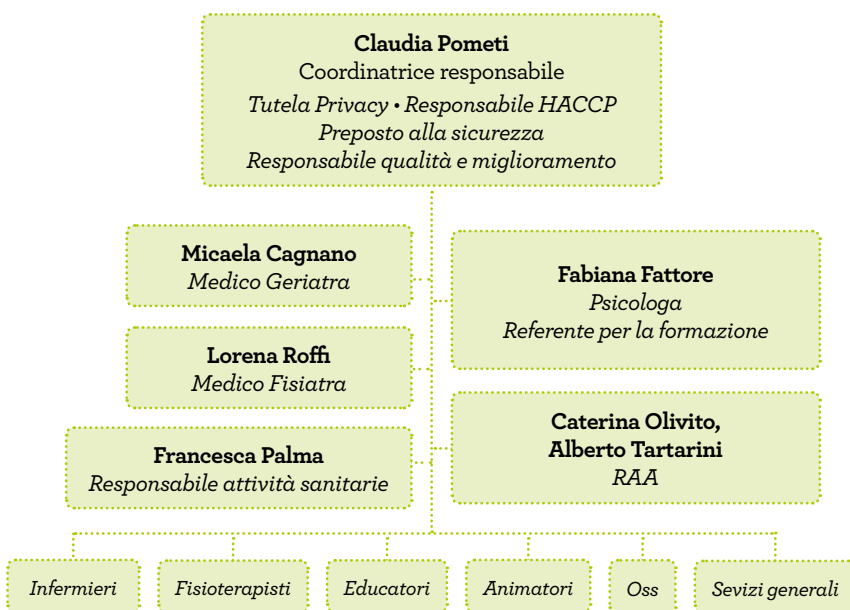 Claudia Pometi
Coordinatrice responsabile
Tutela Privacy • Responsabile HACCP
Preposto alla sicurezza
Responsabile qualità e miglioramento
Micaela Cagnano
Medico Geriatra
Fabiana Fattore
Psicologa
Referente per la formazione
Lorena Roffi
Medico Fisiatra
Caterina Olivito,
Alberto Tartarini
RAA
Francesca Palma
Responsabile attività sanitarie
Infermieri
Fisioterapisti
Educatori
Animatori
Oss
Sevizi generali